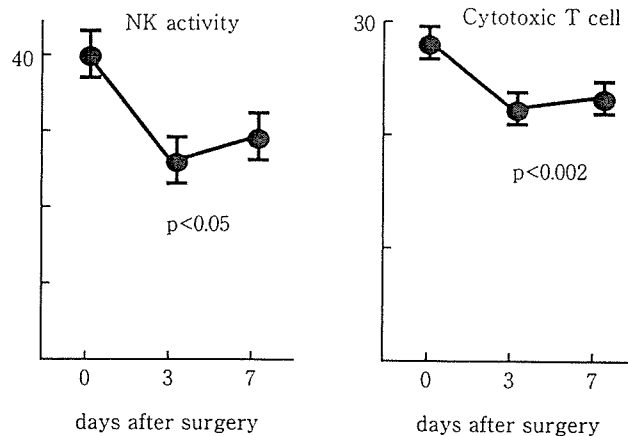 NK activity
40
p<0.05
0 3 7
days after surgery
Cytotoxic T cell
30
p<0.002
0 3 7
days after surgery